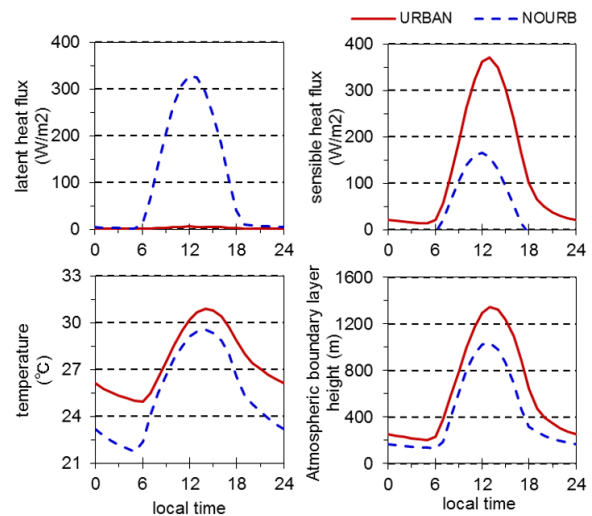 URBAN NOURB
latent heat flux
(W/m2)
400
300
200
100
0
0 6 12 18 24
sensible heat flux
(W/m2)
400
300
200
100
0
0 6 12 18 24
temperature
(℃)
33
30
27
24
21
0 6 12 18 24
local time
Atmospheric boundary layer
height (m)
1600
1200
800
400
0
0 6 12 18 24
local time